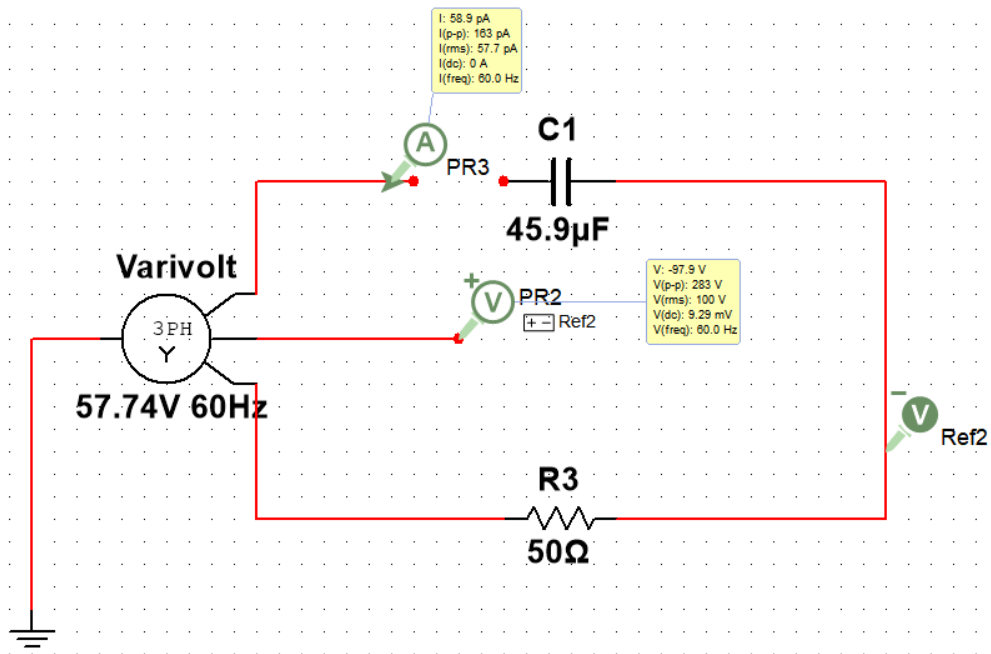 I: 58.9 pA
I(p-p): 163 pA
I(rms): 57.7 pA
I(dc): 0 A
I(freq): 60.0 Hz
A
PR3
C1
45.9µF
Varivolt
3PH
Y
57.74V 60Hz
+
V
PR2
+ − Ref2
V: -97.9 V
V(p-p): 283 V
V(rms): 100 V
V(dc): 9.29 mV
V(freq): 60.0 Hz
−
V
Ref2
R3
50Ω